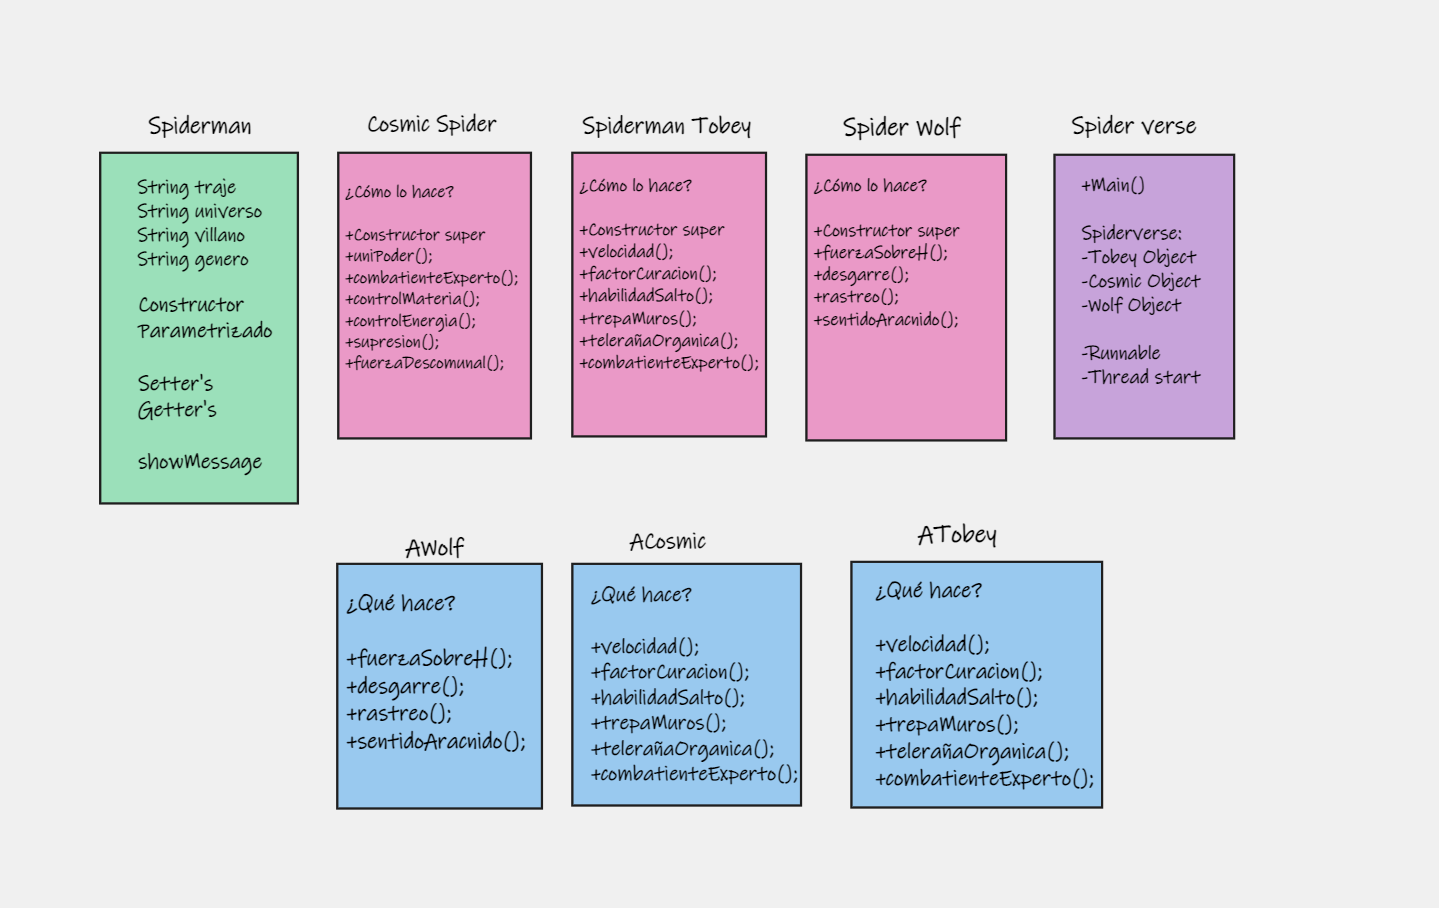 Spiderman
String traje
String universo
String villano
String genero
Constructor
Parametrizado
Setter's
Getter's
showMessage
Cosmic Spider
¿Cómo lo hace?
+Constructor super
+uniPoder();
+combatienteExperto();
+controlMateria();
+controlEnergia();
+supresion();
+fuerzaDescomunal();
Spiderman Tobey
¿Cómo lo hace?
+Constructor super
+velocidad();
+factorCuracion();
+habilidadSalto();
+trepaMuros();
+telerañaOrganica();
+combatienteExperto();
Spider Wolf
¿Cómo lo hace?
+Constructor super
+fuerzaSobreH();
+desgarre();
+rastreo();
+sentidoAracnido();
Spider verse
+Main()
Spiderverse:
-Tobey Object
-Cosmic Object
-Wolf Object
-Runnable
-Thread start
AWolf
¿Qué hace?
+fuerzaSobreH();
+desgarre();
+rastreo();
+sentidoAracnido();
ACosmic
¿Qué hace?
+velocidad();
+factorCuracion();
+habilidadSalto();
+trepaMuros();
+telerañaOrganica();
+combatienteExperto();
ATobey
¿Qué hace?
+velocidad();
+factorCuracion();
+habilidadSalto();
+trepaMuros();
+telerañaOrganica();
+combatienteExperto();